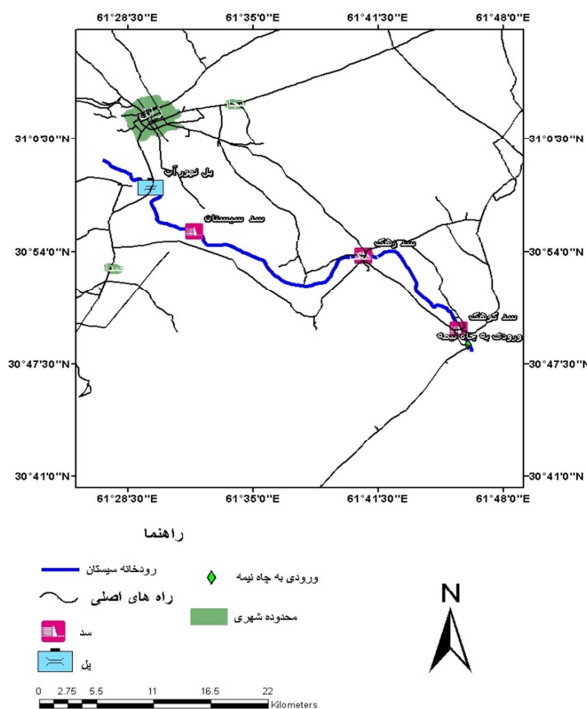 61°28'30"E 61°35'0"E 61°41'30"E 61°48'0"E
31°0'30"N 31°0'30"N
پل نهورآب
سد سیستان
30°54'0"N 30°54'0"N
سد زهک
سد کوهک
ورودی به چاه نیمه
30°47'30"N 30°47'30"N
30°41'0"N 30°41'0"N
61°28'30"E 61°35'0"E 61°41'30"E 61°48'0"E
راهنما
رودخانه سیستان
ورودی به چاه نیمه
راه های اصلی
محدوده شهری
سد
پل
N
0 2.75 5.5 11 16.5 22
Kilometers